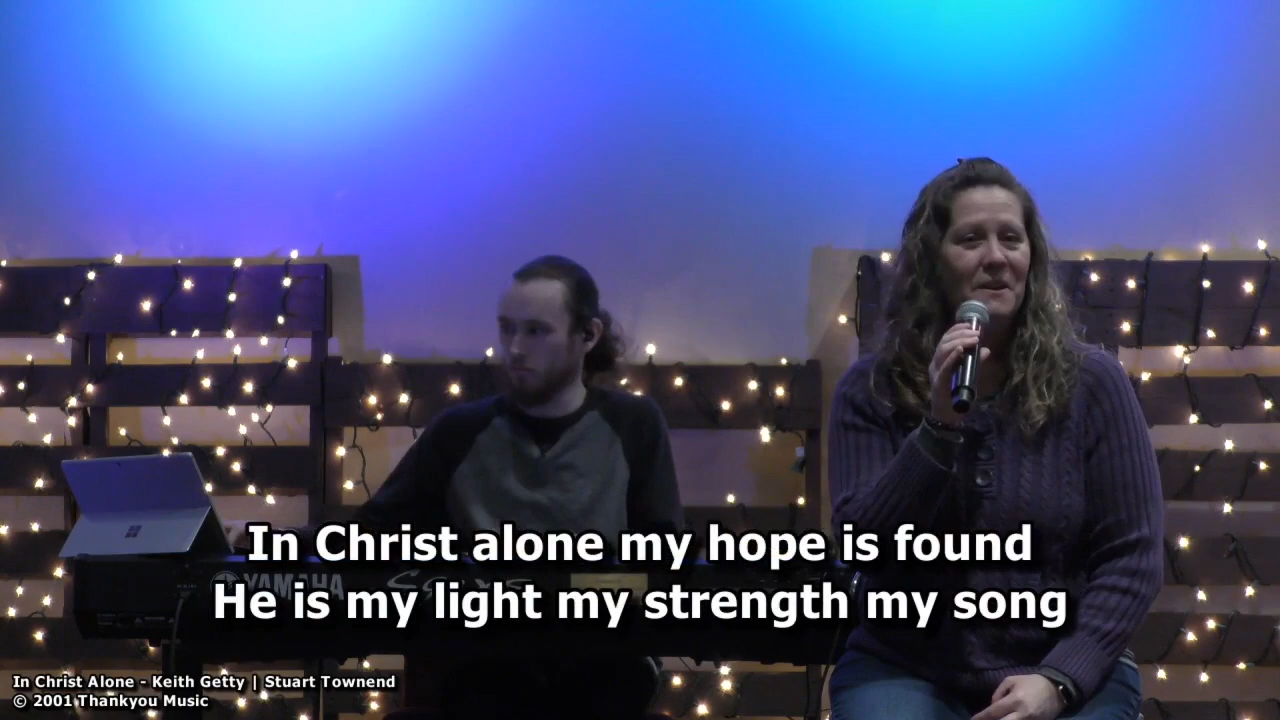 In Christ alone my hope is found
He is my light my strength my song
YAMAHA
In Christ Alone - Keith Getty | Stuart Townend
© 2001 Thankyou Music